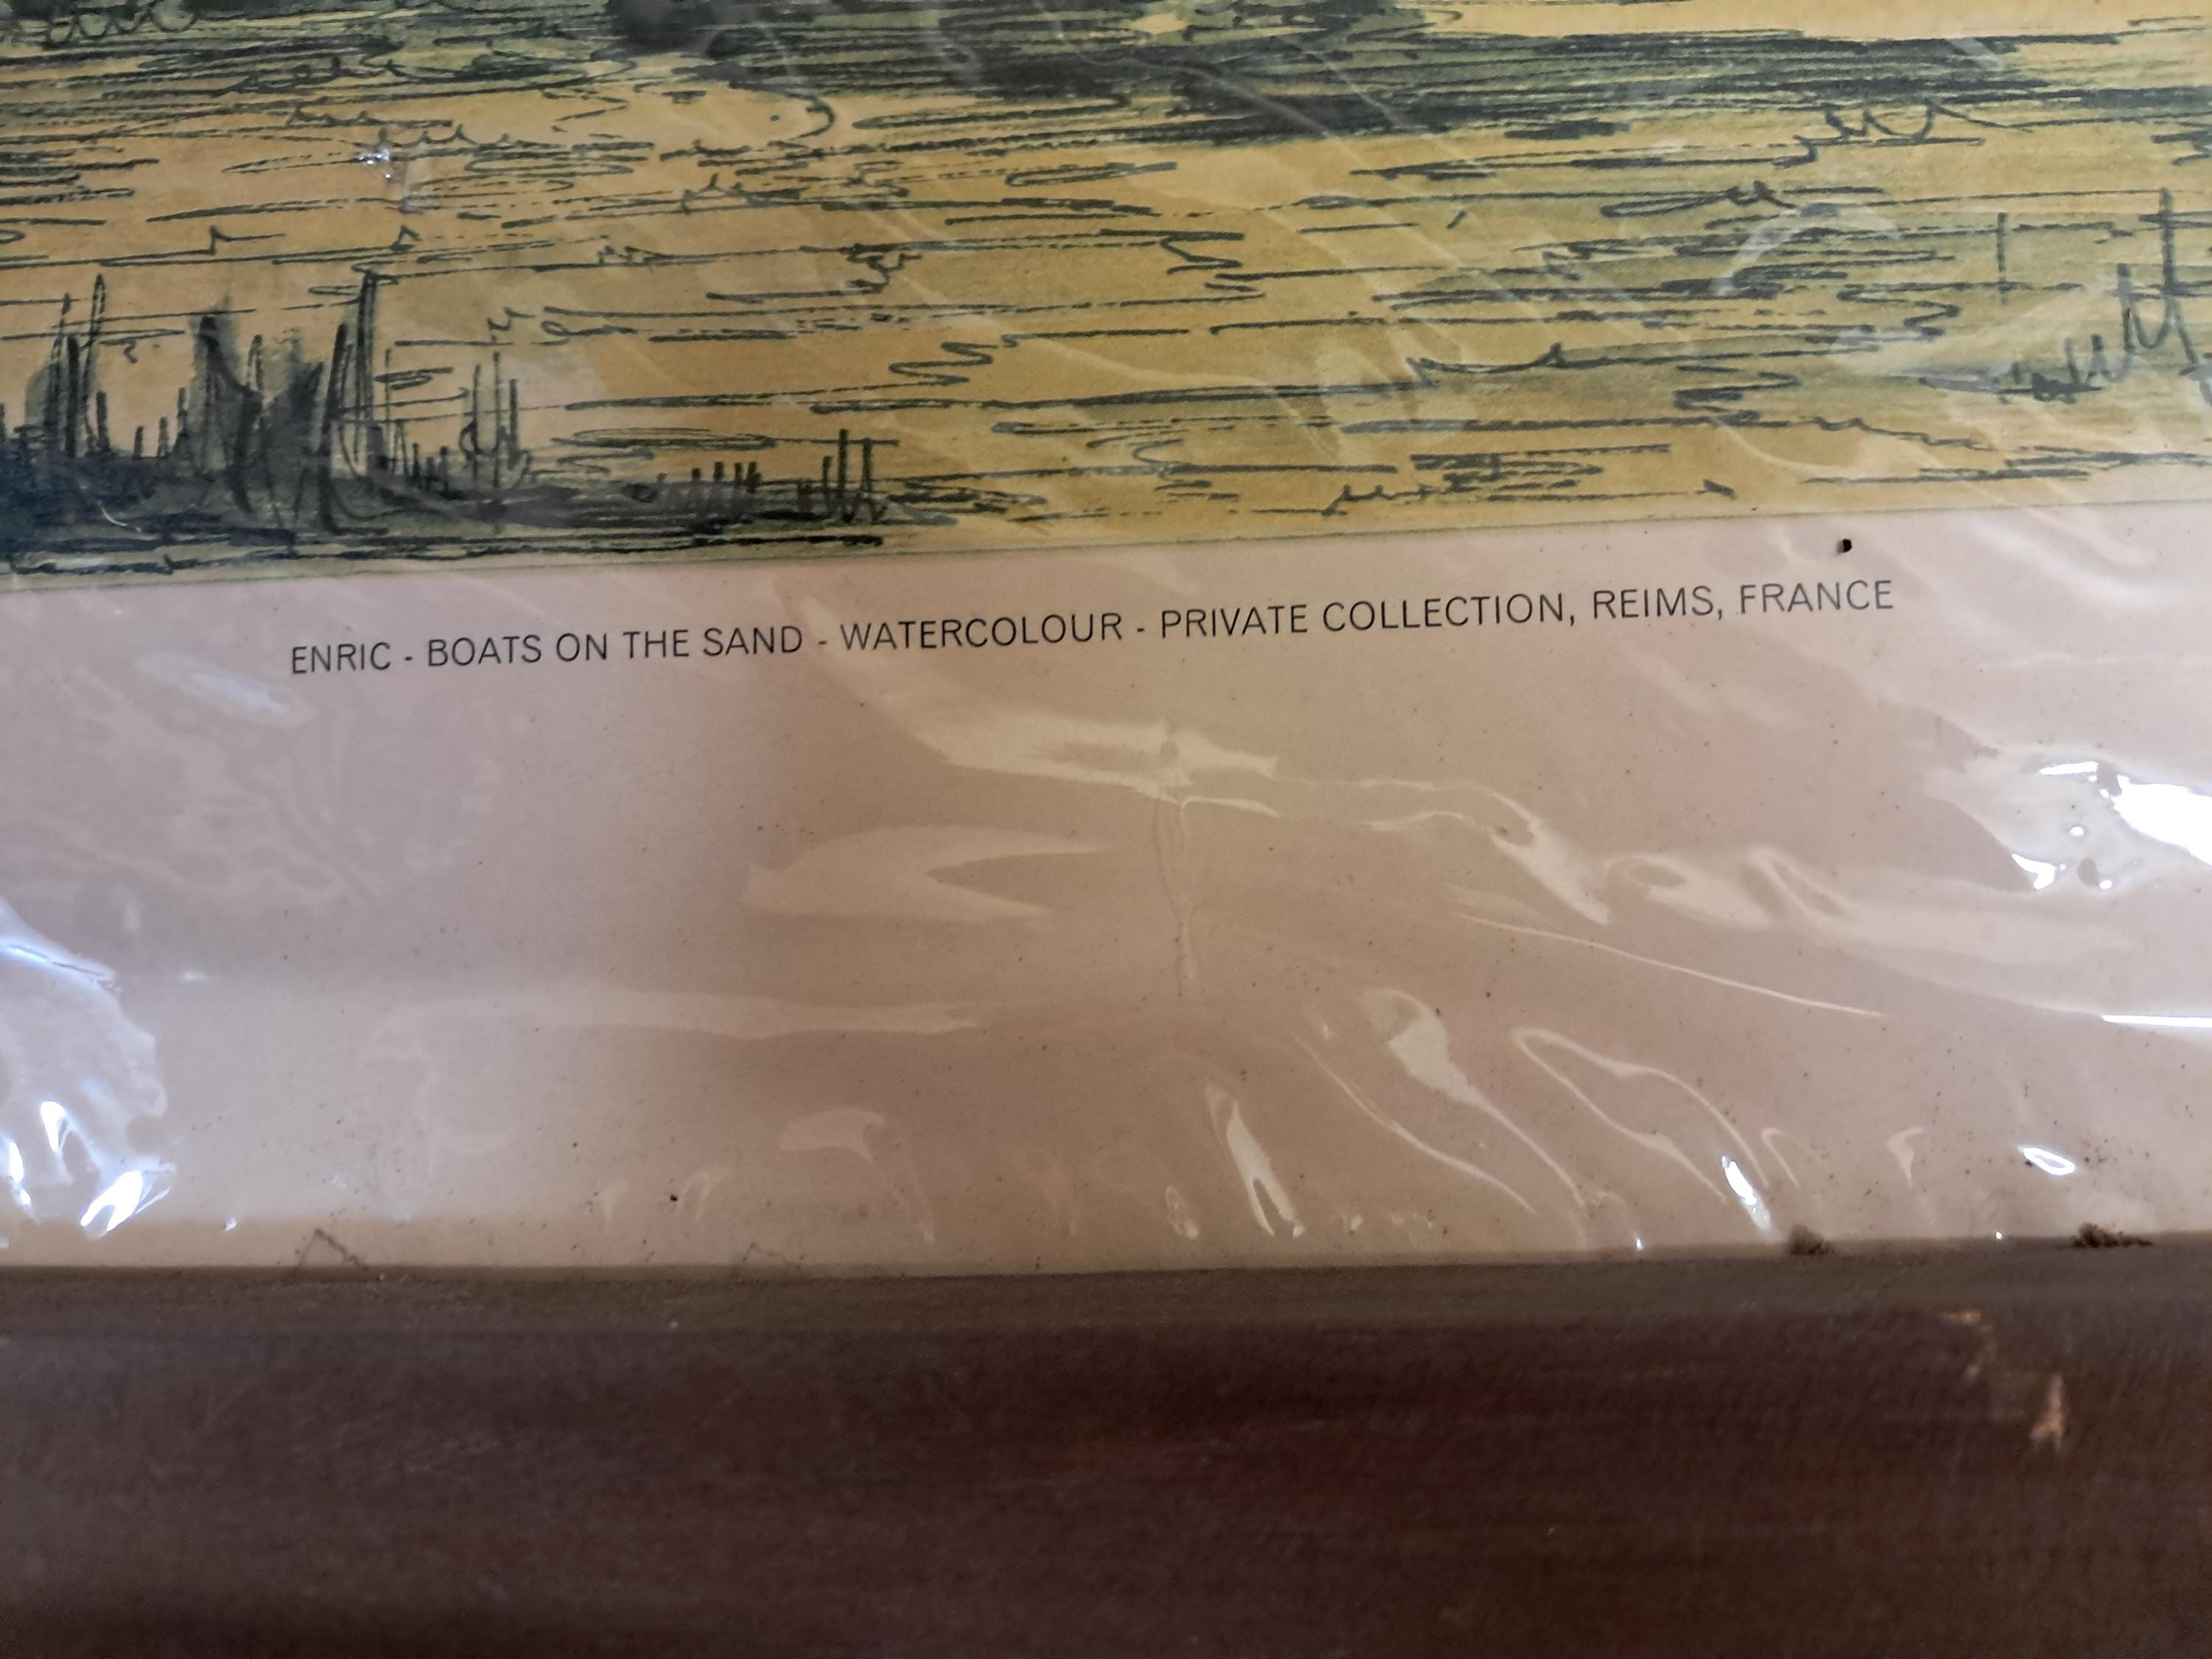 ENRIC - BOATS ON THE SAND - WATERCOLOUR - PRIVATE COLLECTION, REIMS, FRANCE